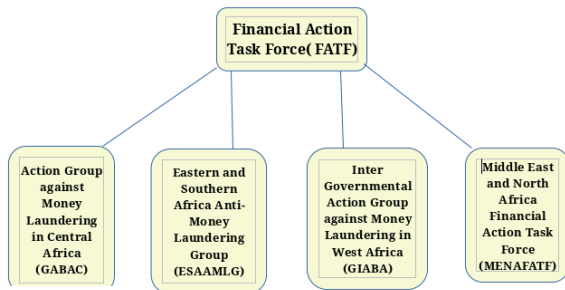 Financial Action
Task Force( FATF)
Action Group
against
Money
Laundering
in Central
Africa
(GABAC)
Eastern and
Southern
Africa Anti-
Money
Laundering
Group
(ESAAMLG)
Inter
Governmental
Action Group
against Money
Laundering in
West Africa
(GIABA)
Middle East
and North
Africa
Financial
Action Task
Force
(MENAFATF)